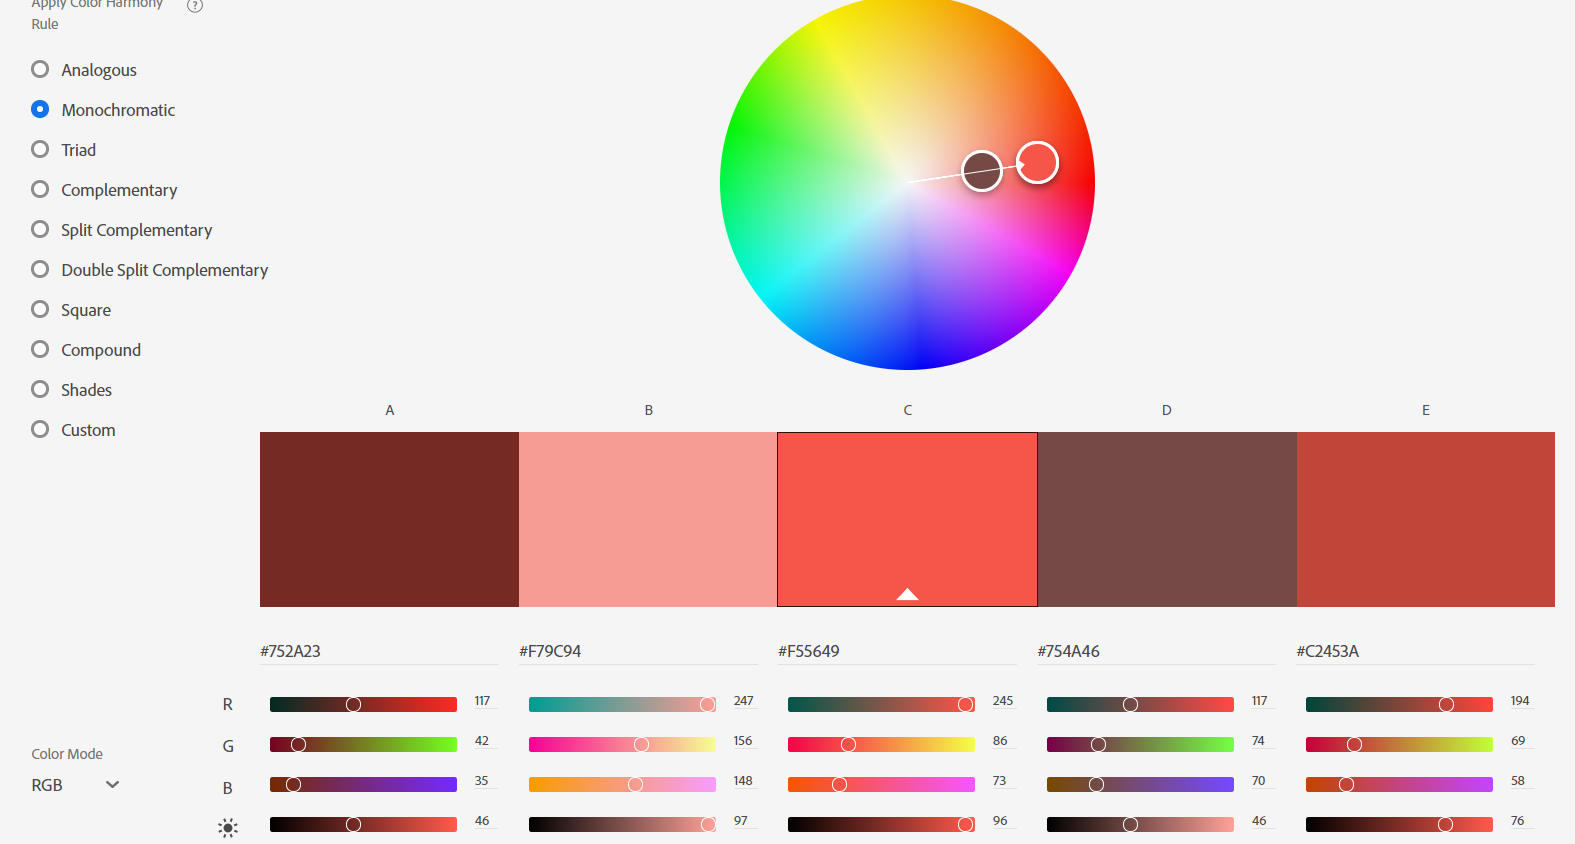 Apply Color Harmony
Rule
?
Analogous
Monochromatic
Triad
Complementary
Split Complementary
Double Split Complementary
Square
Compound
Shades
Custom
A B C D E
#752A23 #F79C94 #F55649 #754A46 #C2453A
R 117 247 245 117 194
G 42 156 86 74 69
Color Mode
B 35 148 73 70 58
RGB
46 97 96 46 76